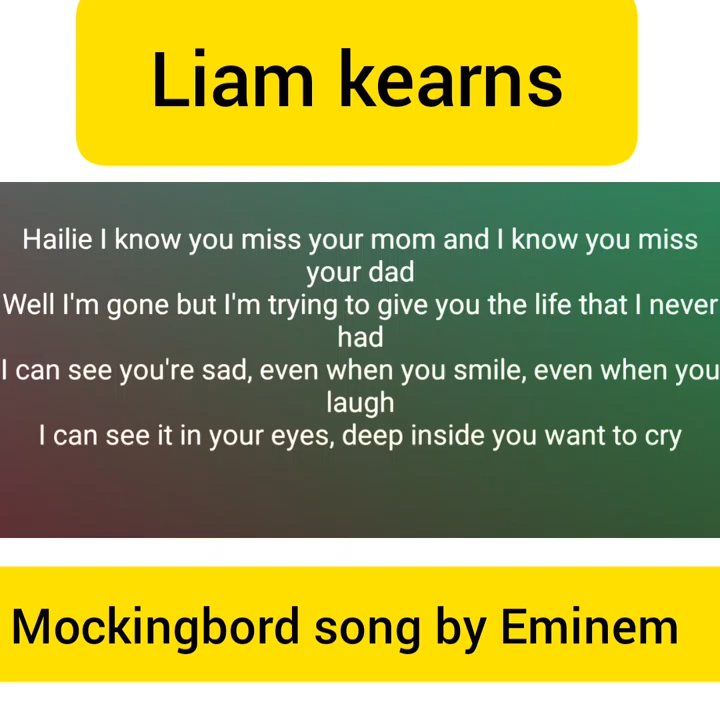 Liam kearns
Hailie I know you miss your mom and I know you miss
your dad
Well I'm gone but I'm trying to give you the life that I never
had
I can see you're sad, even when you smile, even when you
laugh
I can see it in your eyes, deep inside you want to cry
Mockingbord song by Eminem